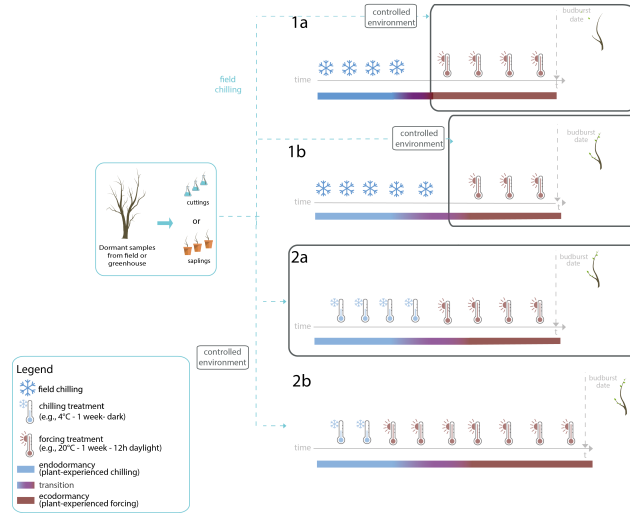 controlled
environment
1a
budburst
date
time
t
field
chilling
controlled
environment
1b
budburst
date
time
t
cuttings
or
saplings
Dormant samples
from field or
greenhouse
2a
budburst
date
time
t
controlled
environment
2b
budburst
date
time
t
Legend
field chilling
chilling treatment
(e.g., 4°C - 1 week- dark)
forcing treatment
(e.g., 20°C - 1 week - 12h daylight)
endodormancy
(plant-experienced chilling)
transition
ecodormancy
(plant-experienced forcing)